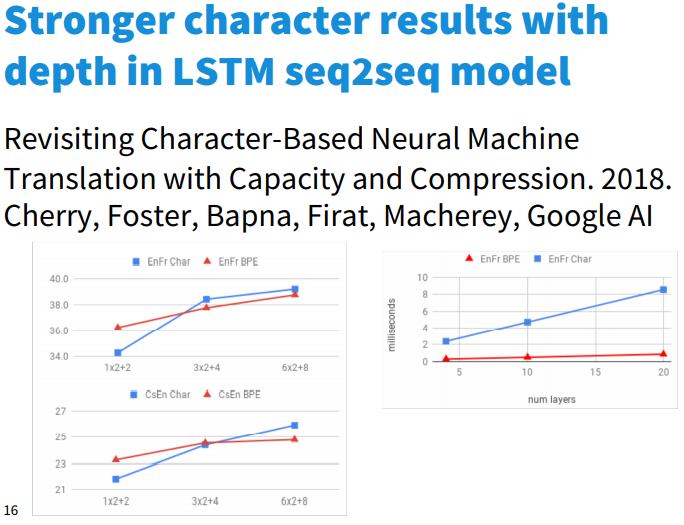 Stronger character results with
depth in LSTM seq2seq model
Revisiting Character-Based Neural Machine
Translation with Capacity and Compression. 2018.
Cherry, Foster, Bapna, Firat, Macherey, Google AI
EnFr Char EnFr BPE
40.0
38.0
36.0
34.0
1x2+2 3x2+4 6x2+8
CsEn Char CsEn BPE
27
25
23
21
1x2+2 3x2+4 6x2+8
EnFr BPE EnFr Char
milliseconds
10
8
6
4
2
0
5 10 15 20
num layers
16